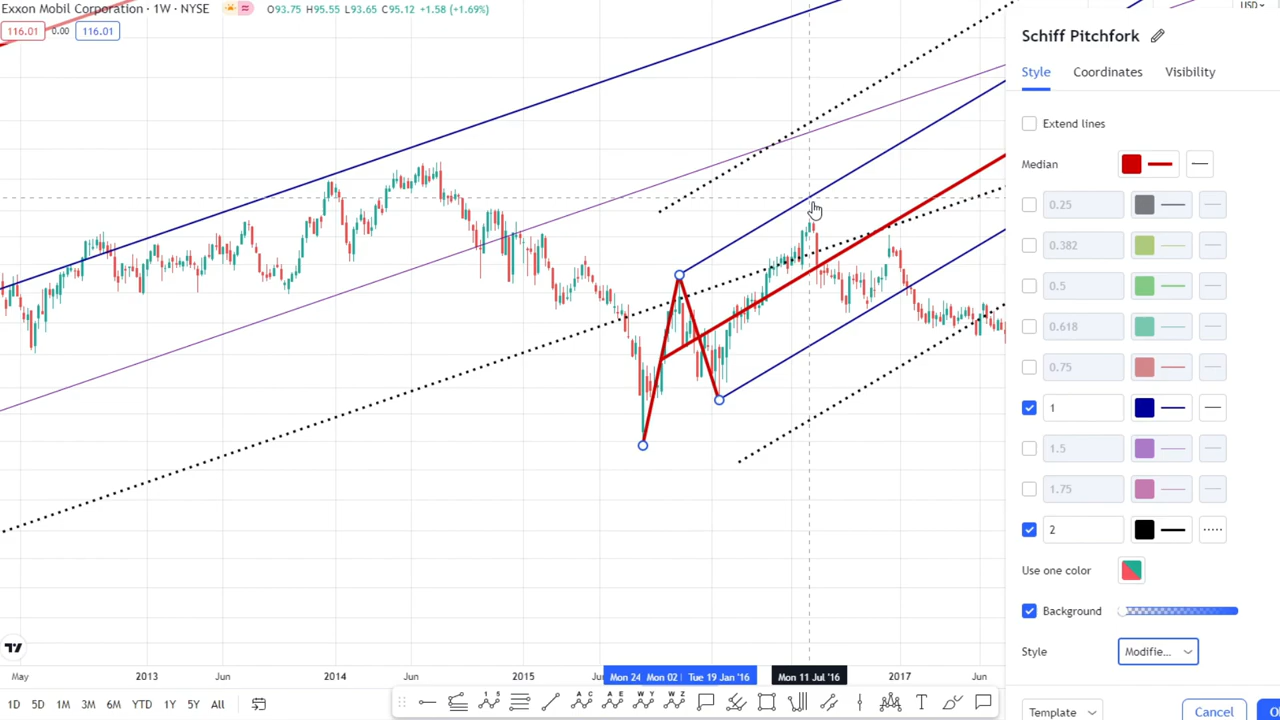 Exxon Mobil Corporation · 1W · NYSE O93.75 H95.55 L93.65 C95.12 +1.58 (+1.69%)
116.01 0.00 116.01
USD
Schiff Pitchfork
Style Coordinates Visibility
Extend lines
Median
0.25
0.382
0.5
0.618
0.75
1
1.5
1.75
2
Use one color
Background
Style Modifie...
May 2013 Jun 2014 Jun 2015 Ju Mon 24 Mon 02 Tue 19 Jan '16 Mon 11 Jul '16 2017 Jun
1D 5D 1M 3M 6M YTD 1Y 5Y All
Template Cancel